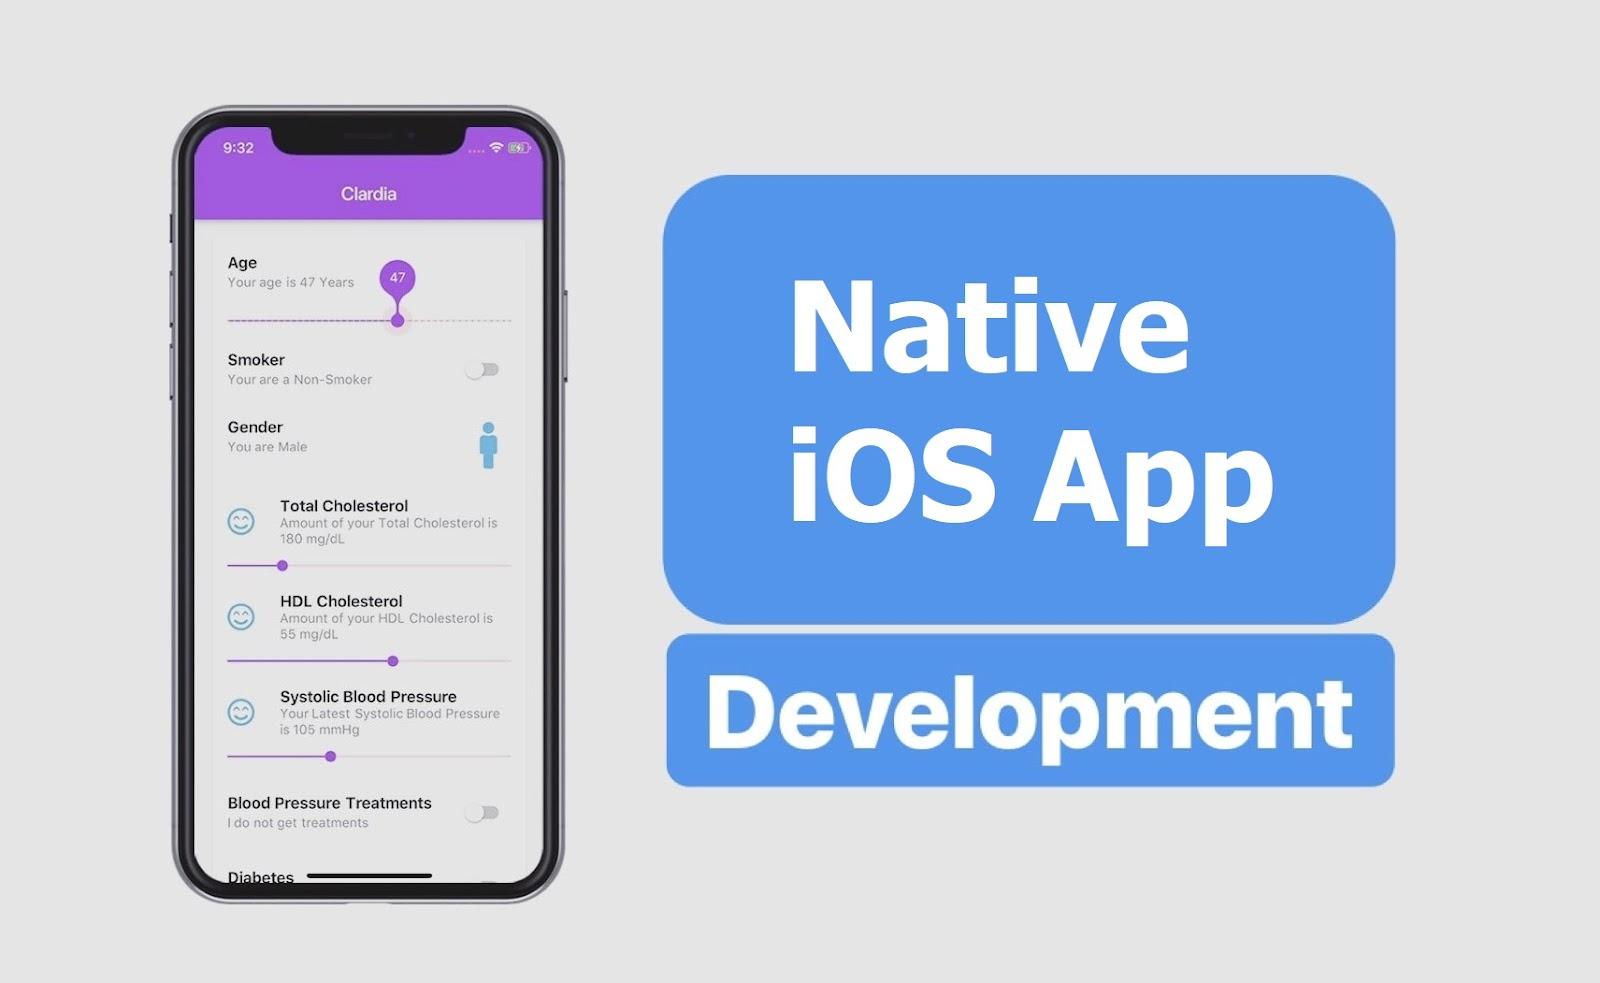 9:32
Clardia
Age
Your age is 47 Years
47
Smoker
Your are a Non-Smoker
Gender
You are Male
Total Cholesterol
Amount of your Total Cholesterol is
180 mg/dL
HDL Cholesterol
Amount of your HDL Cholesterol is
55 mg/dL
Systolic Blood Pressure
Your Latest Systolic Blood Pressure
is 105 mmHg
Blood Pressure Treatments
I do not get treatments
Diabetes
Native
iOS App
Development